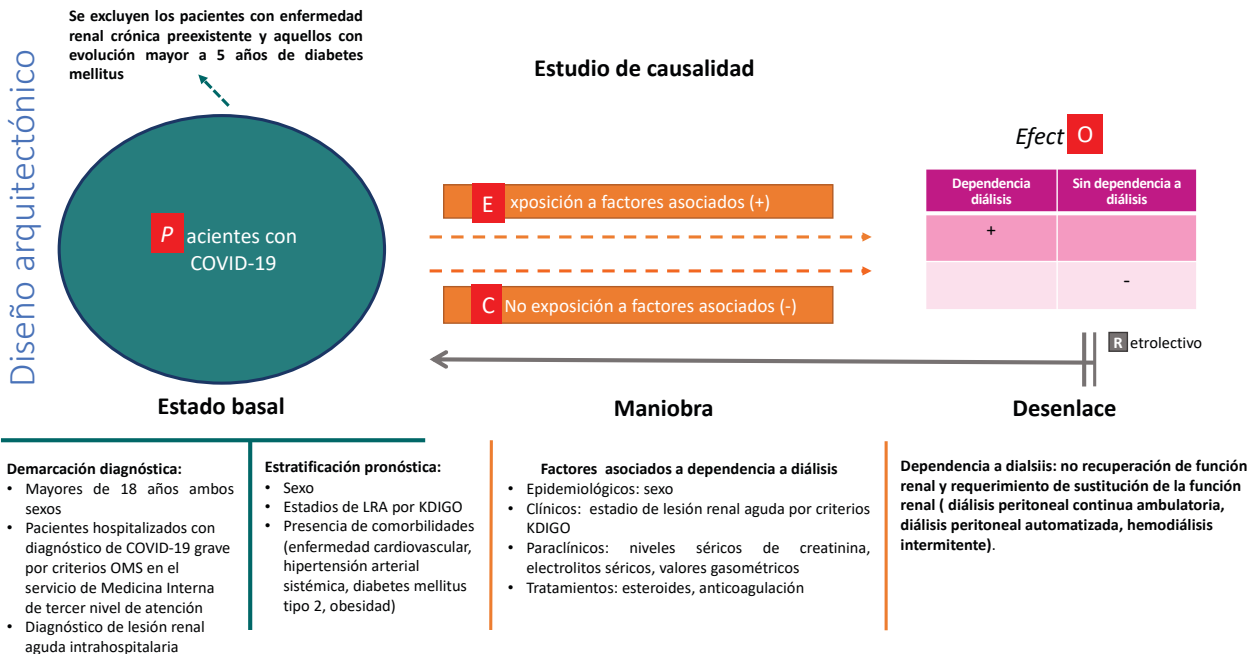 Diseño arquitectónico
Se excluyen los pacientes con enfermedad
renal crónica preexistente y aquellos con
evolución mayor a 5 años de diabetes
mellitus
Estudio de causalidad
Pacientes con
COVID-19
Exposición a factores asociados (+)
C No exposición a factores asociados (-)
Efect O
Dependencia
diálisis
Sin dependencia a
diálisis
+
-
Retrolectivo
Estado basal
Maniobra
Desenlace
Demarcación diagnóstica:
• Mayores de 18 años ambos
sexos
• Pacientes hospitalizados con
diagnóstico de COVID-19 grave
por criterios OMS en el
servicio de Medicina Interna
de tercer nivel de atención
• Diagnóstico de lesión renal
aguda intrahospitalaria
Estratificación pronóstica:
• Sexo
• Estadios de LRA por KDIGO
• Presencia de comorbilidades
(enfermedad cardiovascular,
hipertensión arterial
sistémica, diabetes mellitus
tipo 2, obesidad)
Factores asociados a dependencia a diálisis
• Epidemiológicos: sexo
• Clínicos: estadio de lesión renal aguda por criterios
KDIGO
• Paraclínicos: niveles séricos de creatinina,
electrolitos séricos, valores gasométricos
• Tratamientos: esteroides, anticoagulación
Dependencia a dialsiis: no recuperación de función
renal y requerimiento de sustitución de la función
renal ( diálisis peritoneal continua ambulatoria,
diálisis peritoneal automatizada, hemodiálisis
intermitente).